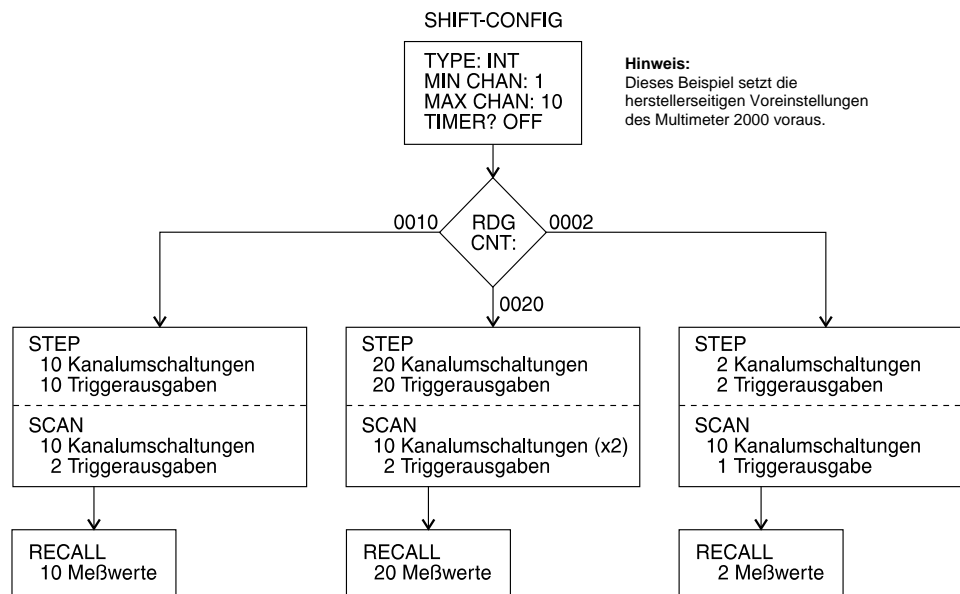 SHIFT-CONFIG
TYPE: INT
MIN CHAN: 1
MAX CHAN: 10
TIMER? OFF
Hinweis:
Dieses Beispiel setzt die
herstellerseitigen Voreinstellungen
des Multimeter 2000 voraus.
0010
RDG
CNT:
0002
0020
STEP
10 Kanalumschaltungen
10 Triggerausgaben
SCAN
10 Kanalumschaltungen
2 Triggerausgaben
RECALL
10 Meßwerte
STEP
20 Kanalumschaltungen
20 Triggerausgaben
SCAN
10 Kanalumschaltungen (x2)
2 Triggerausgaben
RECALL
20 Meßwerte
STEP
2 Kanalumschaltungen
2 Triggerausgaben
SCAN
10 Kanalumschaltungen
1 Triggerausgabe
RECALL
2 Meßwerte